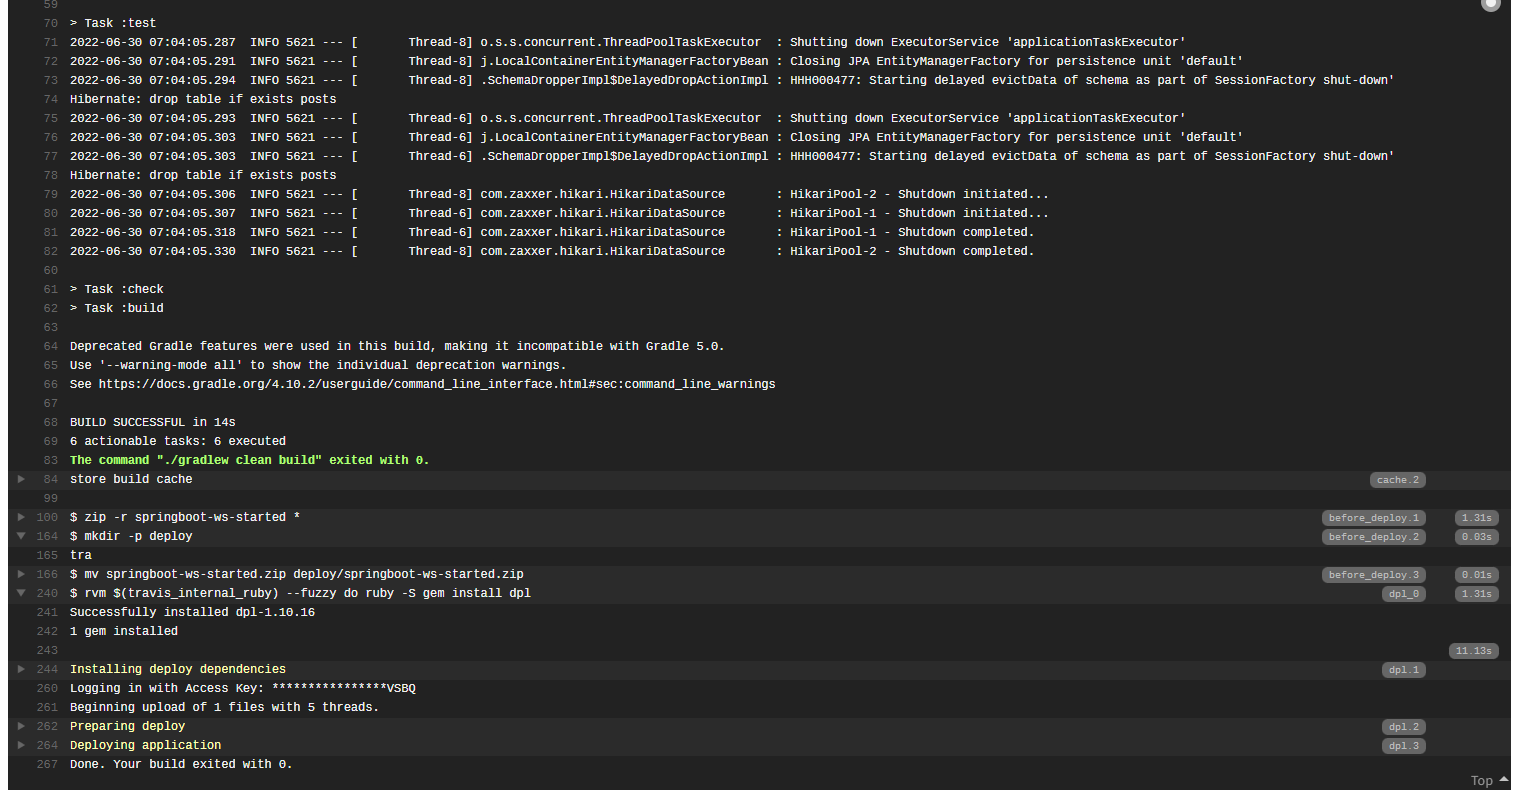 59
70 > Task :test
71 2022-06-30 07:04:05.287  INFO 5621 --- [       Thread-8] o.s.s.concurrent.ThreadPoolTaskExecutor  : Shutting down ExecutorService 'applicationTaskExecutor'
72 2022-06-30 07:04:05.291  INFO 5621 --- [       Thread-8] j.LocalContainerEntityManagerFactoryBean : Closing JPA EntityManagerFactory for persistence unit 'default'
73 2022-06-30 07:04:05.294  INFO 5621 --- [       Thread-8] .SchemaDropperImpl$DelayedDropActionImpl : HHH000477: Starting delayed evictData of schema as part of SessionFactory shut-down'
74 Hibernate: drop table if exists posts
75 2022-06-30 07:04:05.293  INFO 5621 --- [       Thread-6] o.s.s.concurrent.ThreadPoolTaskExecutor  : Shutting down ExecutorService 'applicationTaskExecutor'
76 2022-06-30 07:04:05.303  INFO 5621 --- [       Thread-6] j.LocalContainerEntityManagerFactoryBean : Closing JPA EntityManagerFactory for persistence unit 'default'
77 2022-06-30 07:04:05.303  INFO 5621 --- [       Thread-6] .SchemaDropperImpl$DelayedDropActionImpl : HHH000477: Starting delayed evictData of schema as part of SessionFactory shut-down'
78 Hibernate: drop table if exists posts
79 2022-06-30 07:04:05.306  INFO 5621 --- [       Thread-8] com.zaxxer.hikari.HikariDataSource       : HikariPool-2 - Shutdown initiated...
80 2022-06-30 07:04:05.307  INFO 5621 --- [       Thread-6] com.zaxxer.hikari.HikariDataSource       : HikariPool-1 - Shutdown initiated...
81 2022-06-30 07:04:05.318  INFO 5621 --- [       Thread-6] com.zaxxer.hikari.HikariDataSource       : HikariPool-1 - Shutdown completed.
82 2022-06-30 07:04:05.330  INFO 5621 --- [       Thread-8] com.zaxxer.hikari.HikariDataSource       : HikariPool-2 - Shutdown completed.
60
61 > Task :check
62 > Task :build
63
64 Deprecated Gradle features were used in this build, making it incompatible with Gradle 5.0.
65 Use '--warning-mode all' to show the individual deprecation warnings.
66 See https://docs.gradle.org/4.10.2/userguide/command_line_interface.html#sec:command_line_warnings
67
68 BUILD SUCCESSFUL in 14s
69 6 actionable tasks: 6 executed
83 The command "./gradlew clean build" exited with 0.
84 store build cache cache.2
99
100 $ zip -r springboot-ws-started * before_deploy.1 1.31s
164 $ mkdir -p deploy before_deploy.2 0.03s
165 tra
166 $ mv springboot-ws-started.zip deploy/springboot-ws-started.zip before_deploy.3 0.01s
240 $ rvm $(travis_internal_ruby) --fuzzy do ruby -S gem install dpl dpl_0 1.31s
241 Successfully installed dpl-1.10.16
242 1 gem installed
243 11.13s
244 Installing deploy dependencies dpl.1
260 Logging in with Access Key: ****************VSBQ
261 Beginning upload of 1 files with 5 threads.
262 Preparing deploy dpl.2
264 Deploying application dpl.3
267 Done. Your build exited with 0.
Top